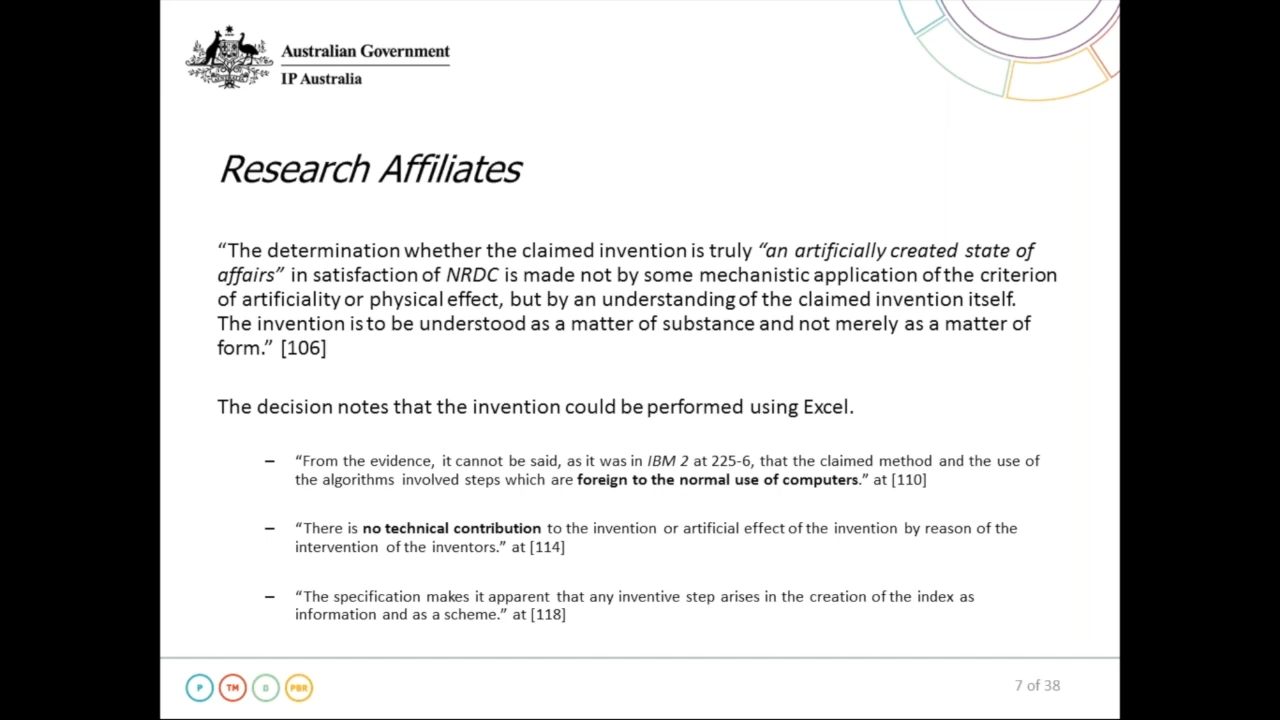 Australian Government
IP Australia
Research Affiliates
“The determination whether the claimed invention is truly “an artificially created state of
affairs” in satisfaction of NRDC is made not by some mechanistic application of the criterion
of artificiality or physical effect, but by an understanding of the claimed invention itself.
The invention is to be understood as a matter of substance and not merely as a matter of
form.” [106]
The decision notes that the invention could be performed using Excel.
– “From the evidence, it cannot be said, as it was in IBM 2 at 225-6, that the claimed method and the use of
the algorithms involved steps which are foreign to the normal use of computers.” at [110]
– “There is no technical contribution to the invention or artificial effect of the invention by reason of the
intervention of the inventors.” at [114]
– “The specification makes it apparent that any inventive step arises in the creation of the index as
information and as a scheme.” at [118]
P TM D PBR
7 of 38